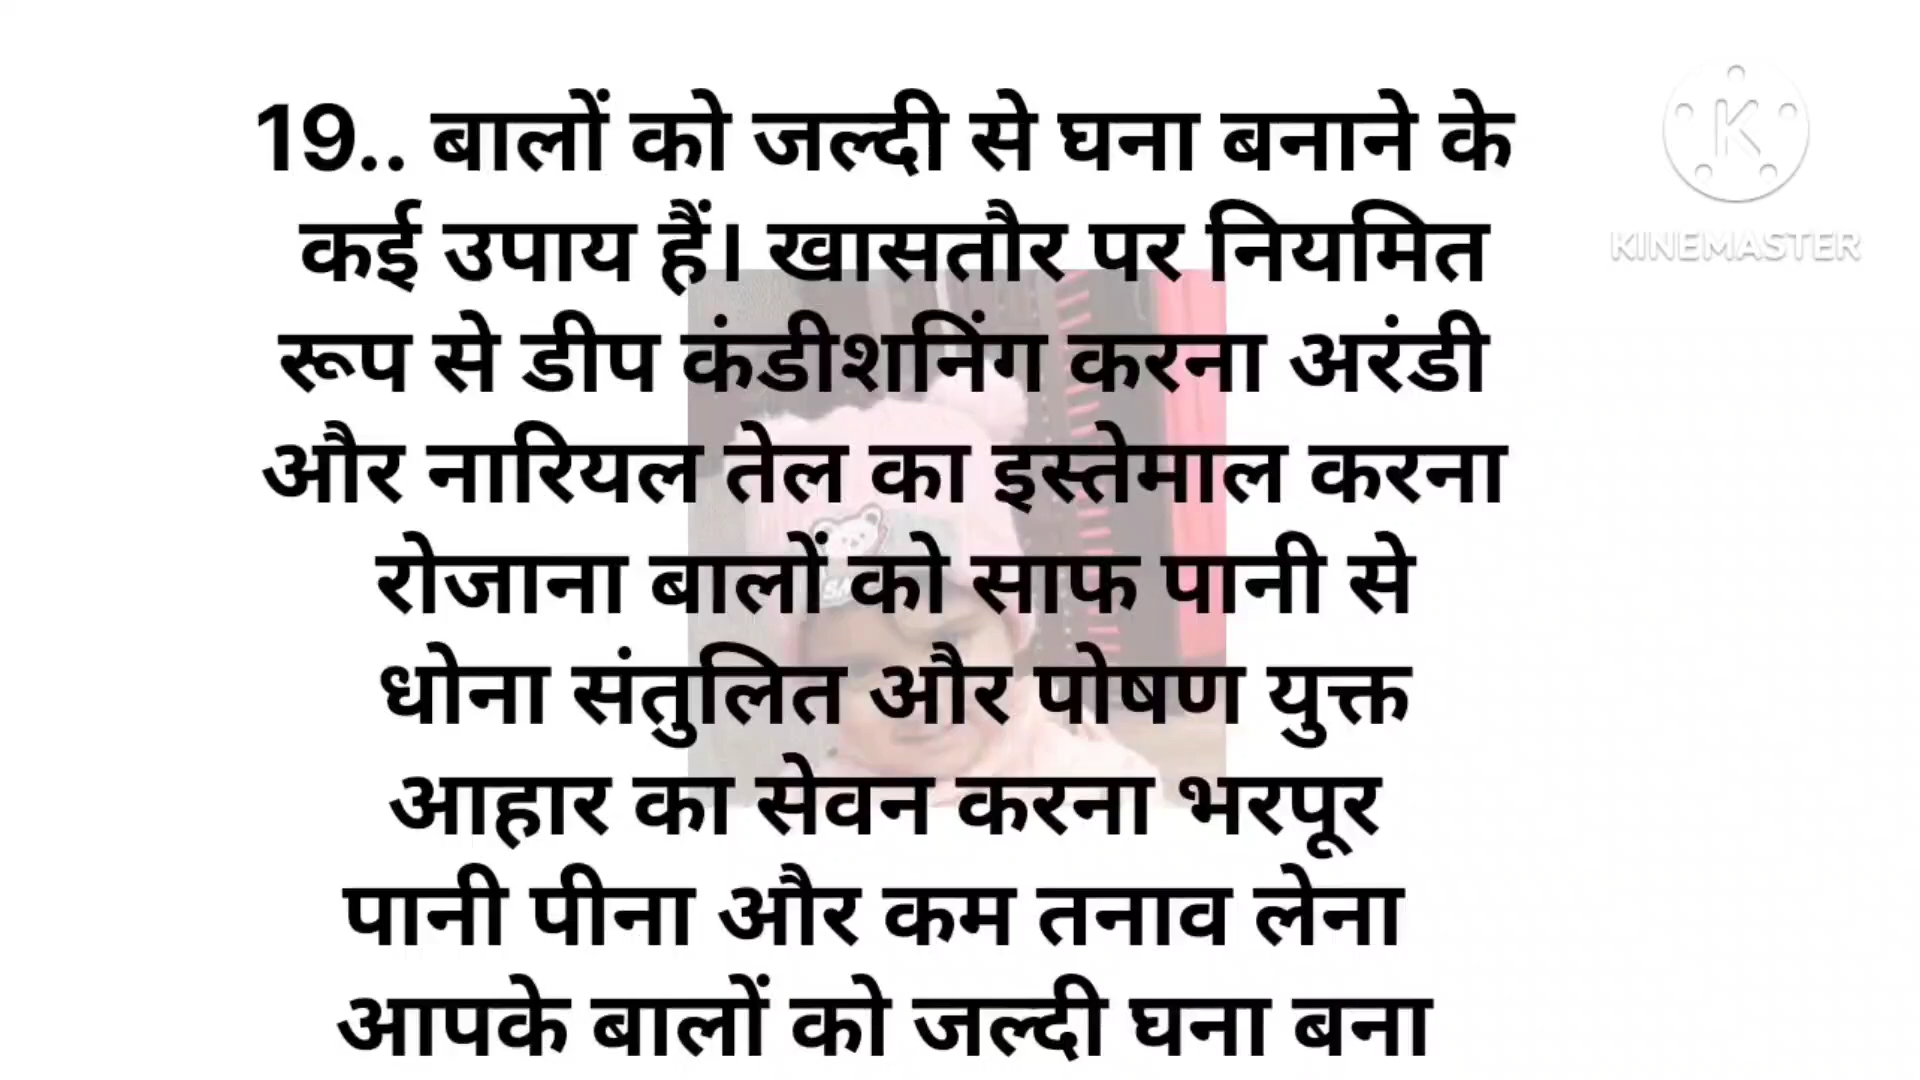 19.. बालों को जल्दी से घना बनाने के
कई उपाय हैं। खासतौर पर नियमित
रूप से डीप कंडीशनिंग करना अरंडी
और नारियल तेल का इस्तेमाल करना
रोजाना बालों को साफ पानी से
धोना संतुलित और पोषण युक्त
आहार का सेवन करना भरपूर
पानी पीना और कम तनाव लेना
आपके बालों को जल्दी घना बना
K
KINEMASTER